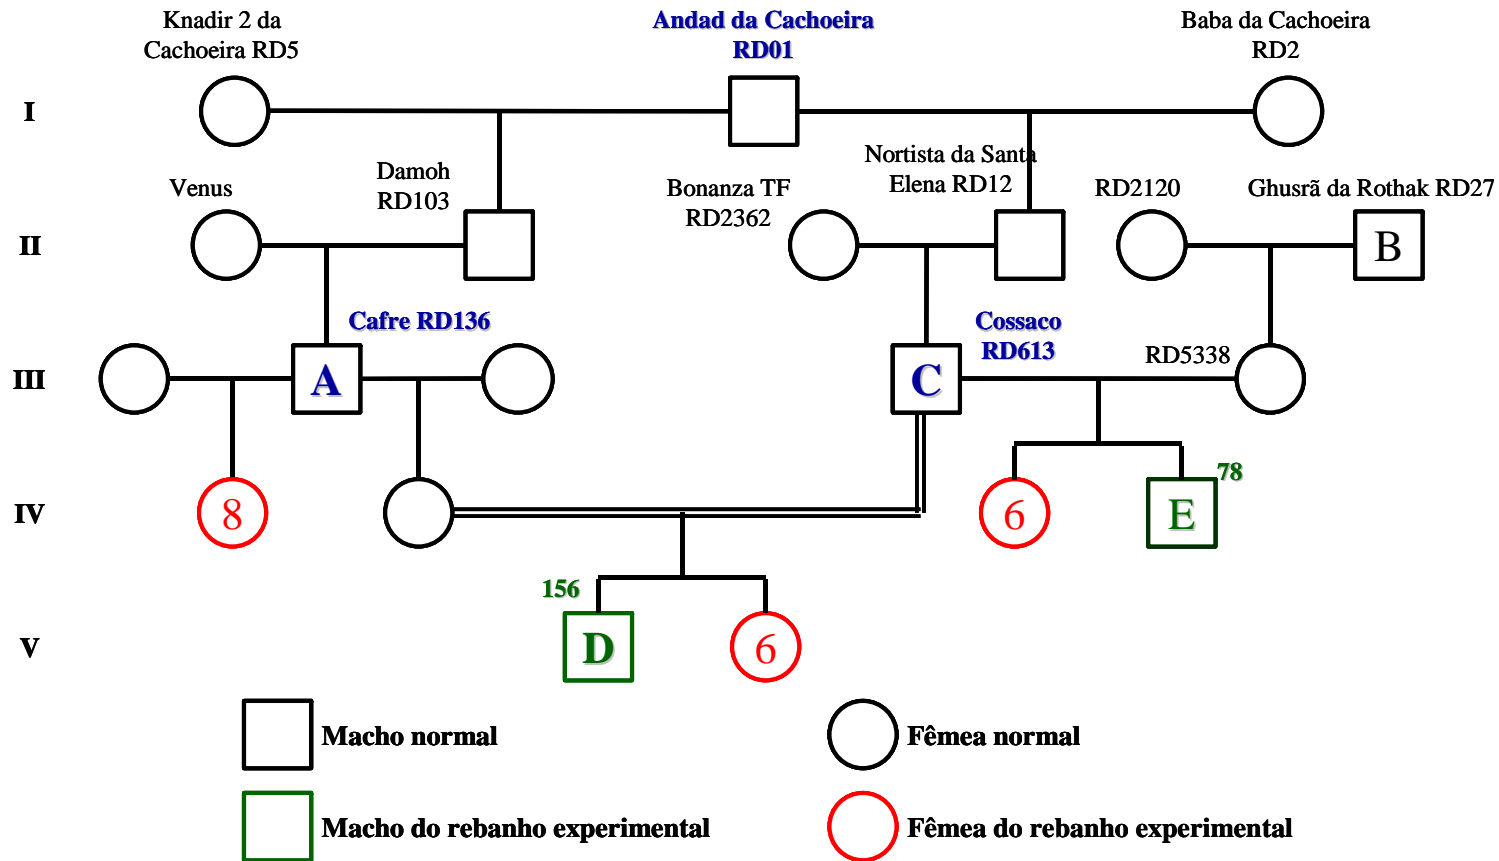 Knadir 2 da
Cachoeira RD5
Andad da Cachoeira
RD01
Baba da Cachoeira
RD2
I
Venus
Damoh
RD103
Bonanza TF
RD2362
Nortista da Santa
Elena RD12
RD2120
Ghusrã da Rothak RD27
II
B
Cafre RD136
Cossaco
RD613
RD5338
III
A
C
IV
8
6
E
78
156
V
D
6
Macho normal
Fêmea normal
Macho do rebanho experimental
Fêmea do rebanho experimental